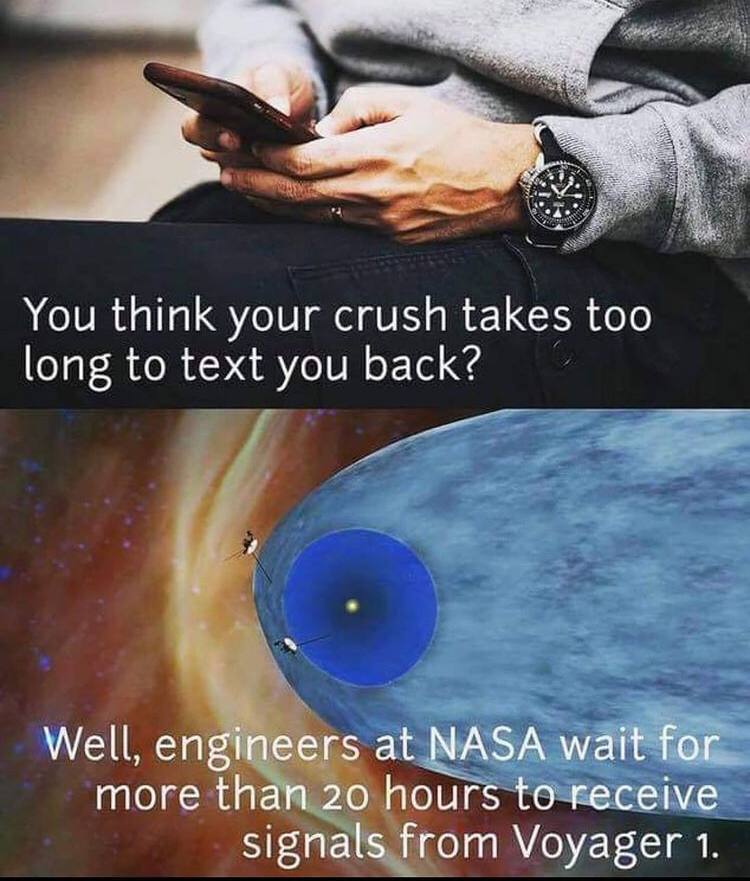 You think your crush takes too
long to text you back?
Well, engineers at NASA wait for
more than 20 hours to receive
signals from Voyager 1.